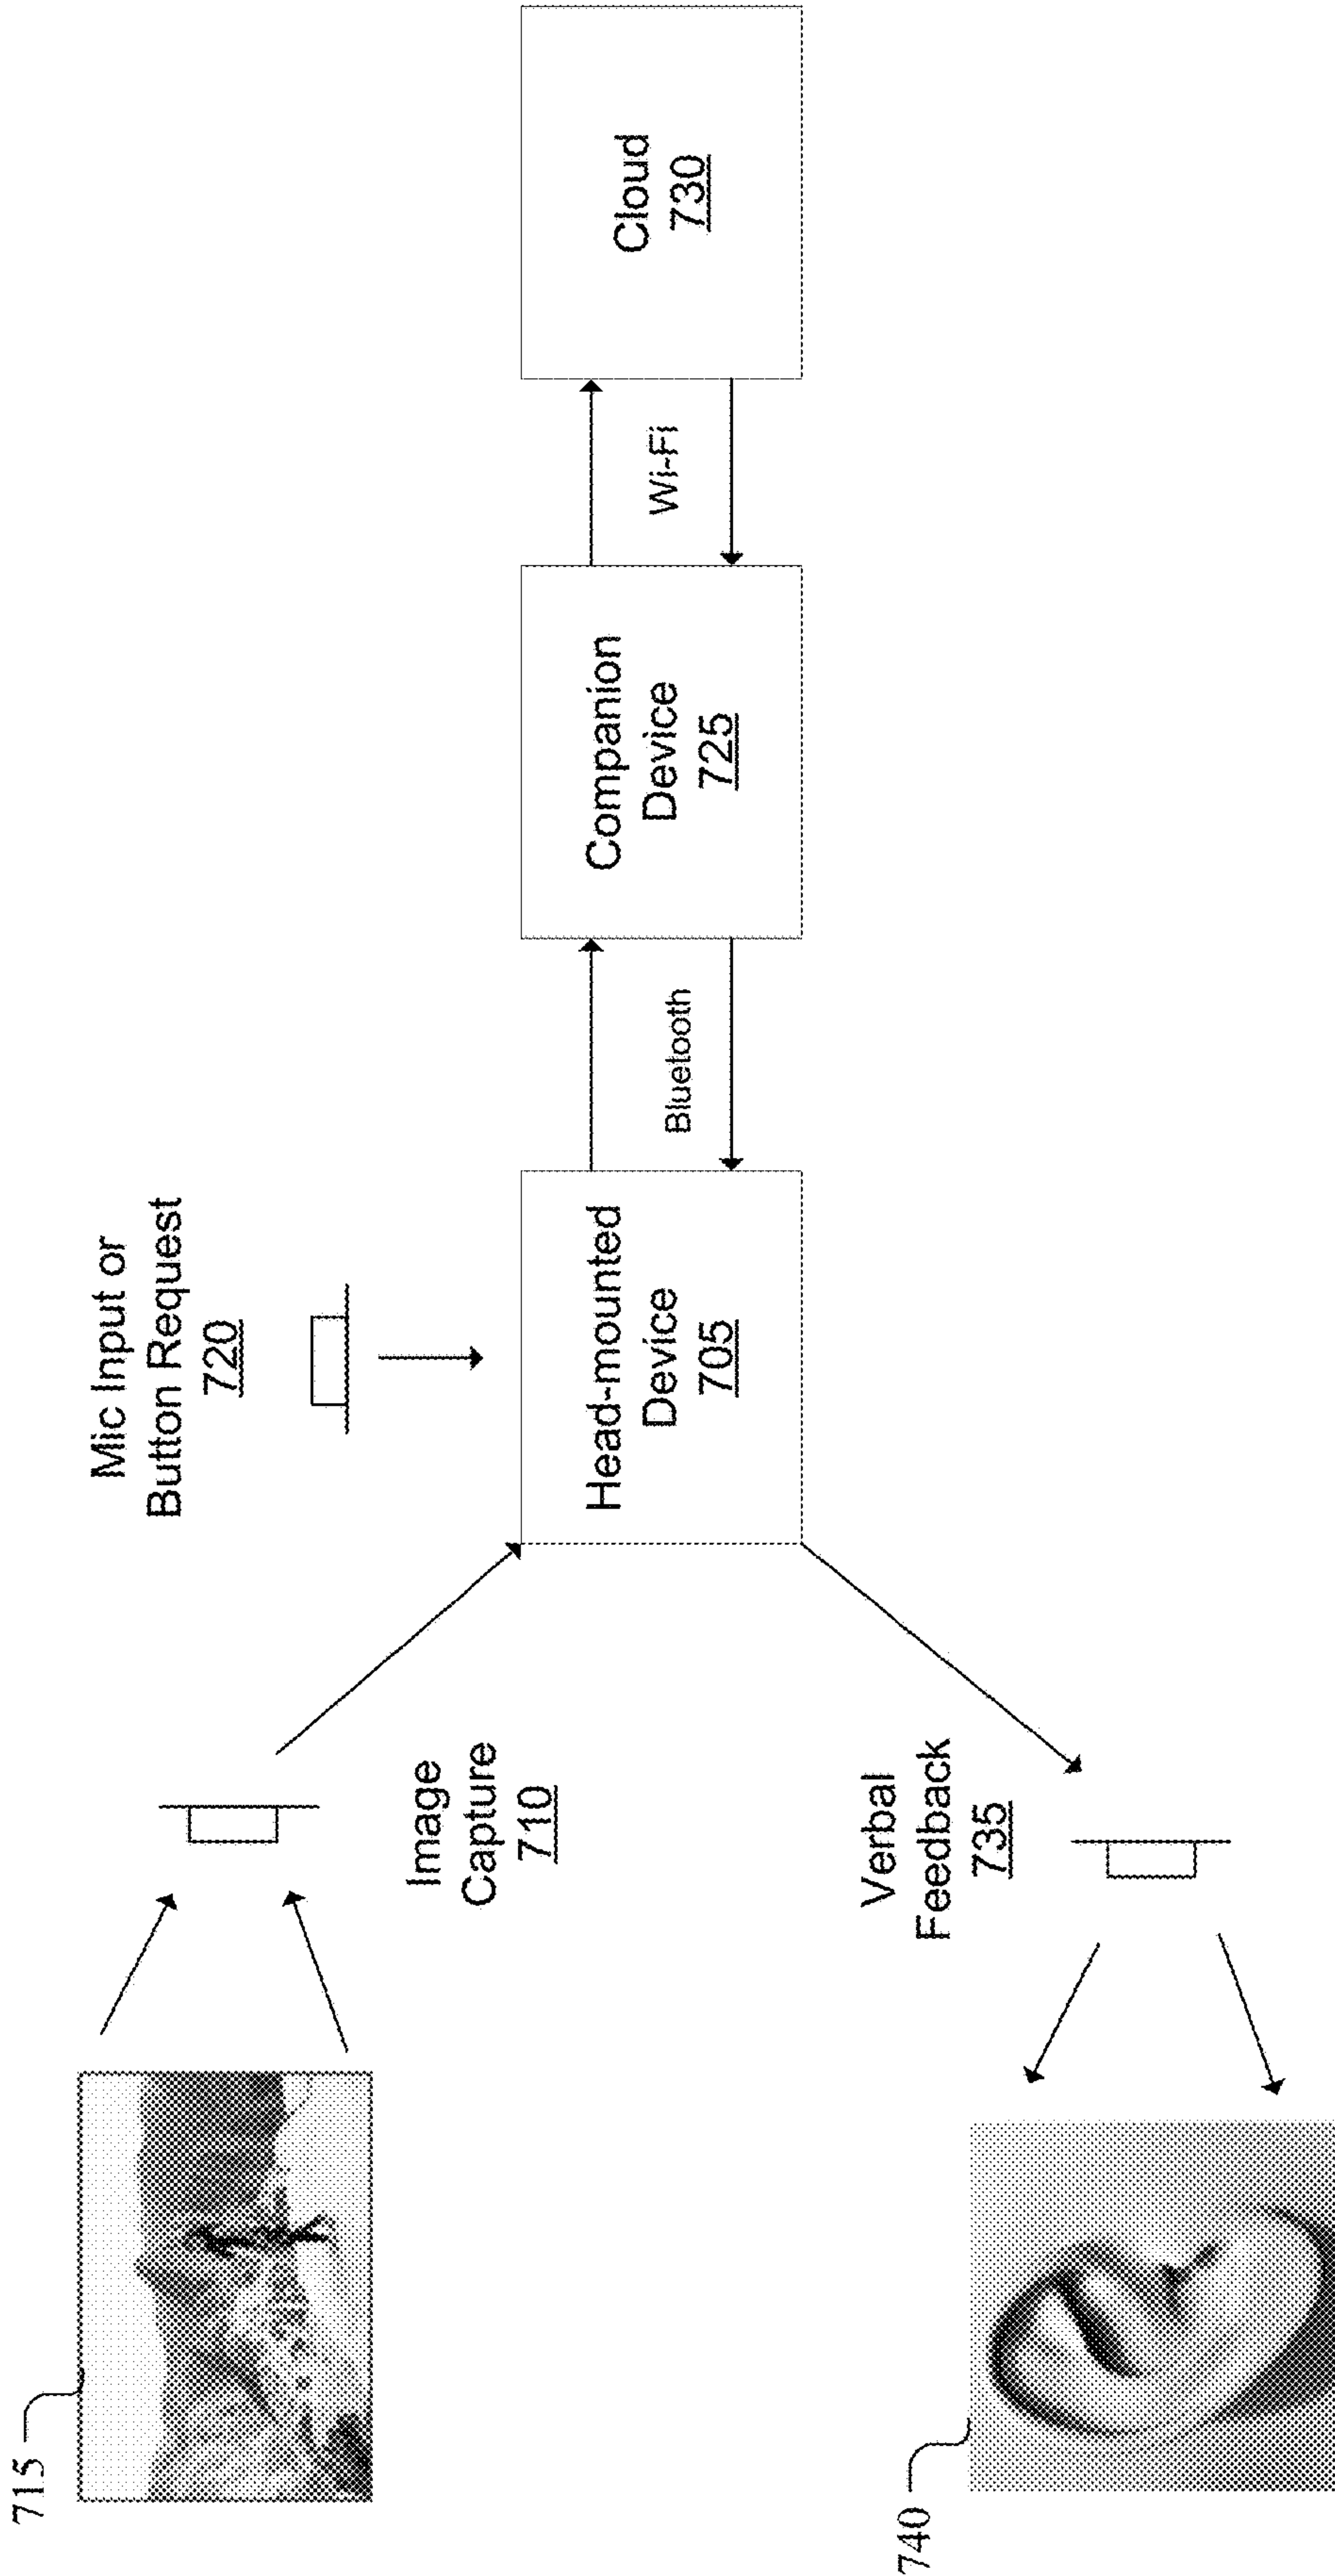 715
Image
Capture
710
Mic Input or
Button Request
720
Head-mounted
Device
705
Bluetooth
Companion
Device
725
Wi-Fi
Cloud
730
Verbal
Feedback
735
740